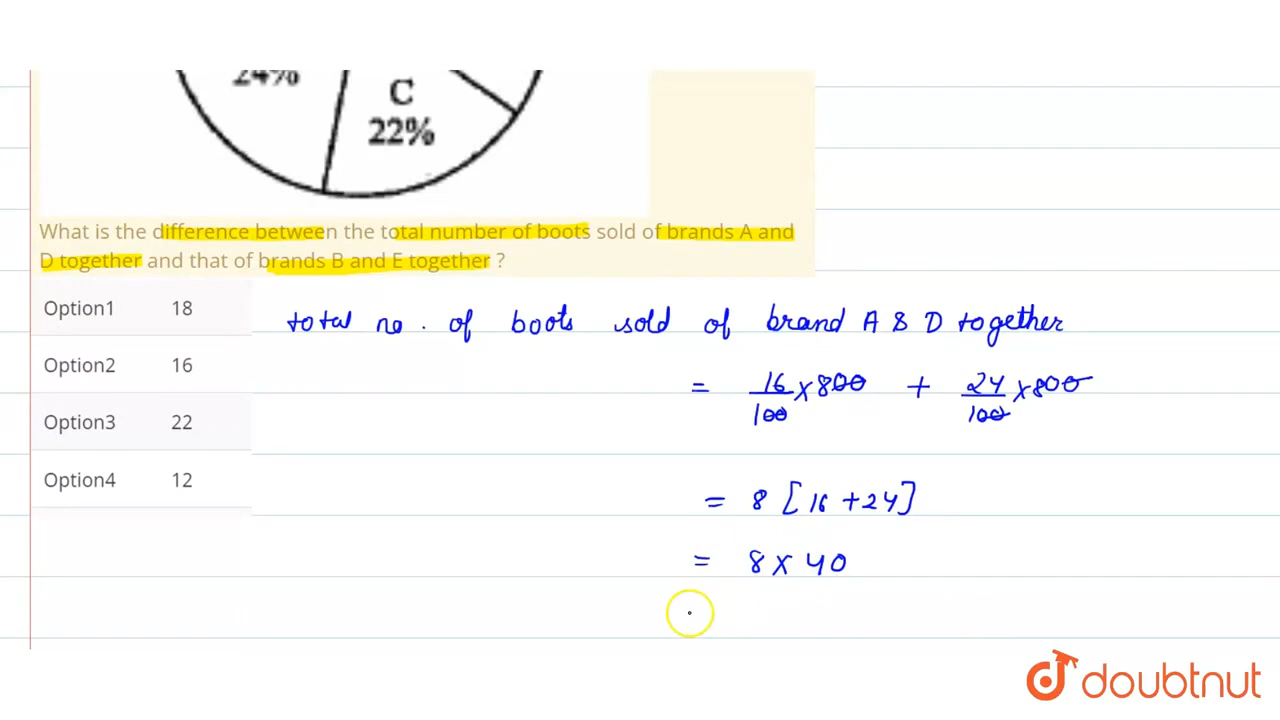 24%
C
22%
What is the difference between the total number of boots sold of brands A and
D together and that of brands B and E together ?
Option1 18
Option2 16
Option3 22
Option4 12
total no. of boots sold of brand A & D together
= 16/100 × 800 + 24/100 × 800
= 8 [16 + 24]
= 8 × 40
doubtnut